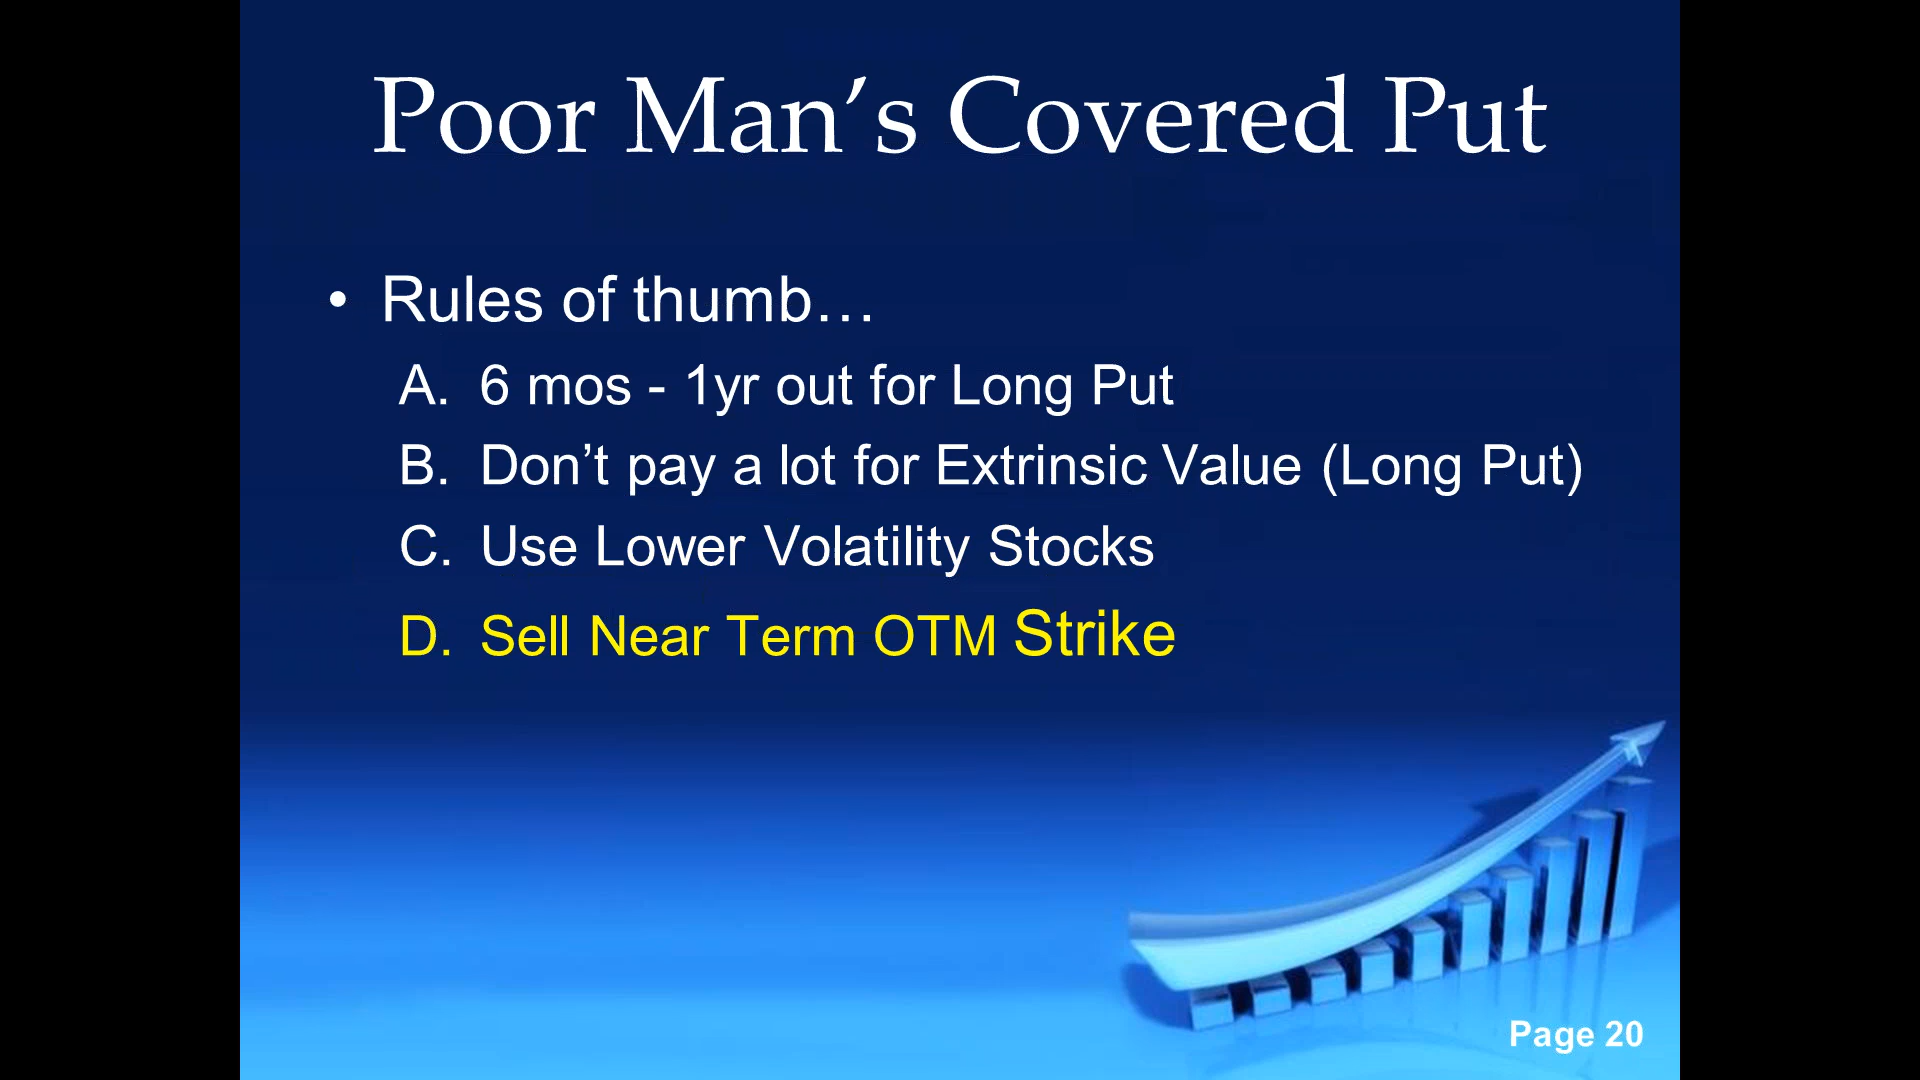 Poor Man’s Covered Put
• Rules of thumb…
A. 6 mos - 1yr out for Long Put
B. Don’t pay a lot for Extrinsic Value (Long Put)
C. Use Lower Volatility Stocks
D. Sell Near Term OTM Strike
Page 20